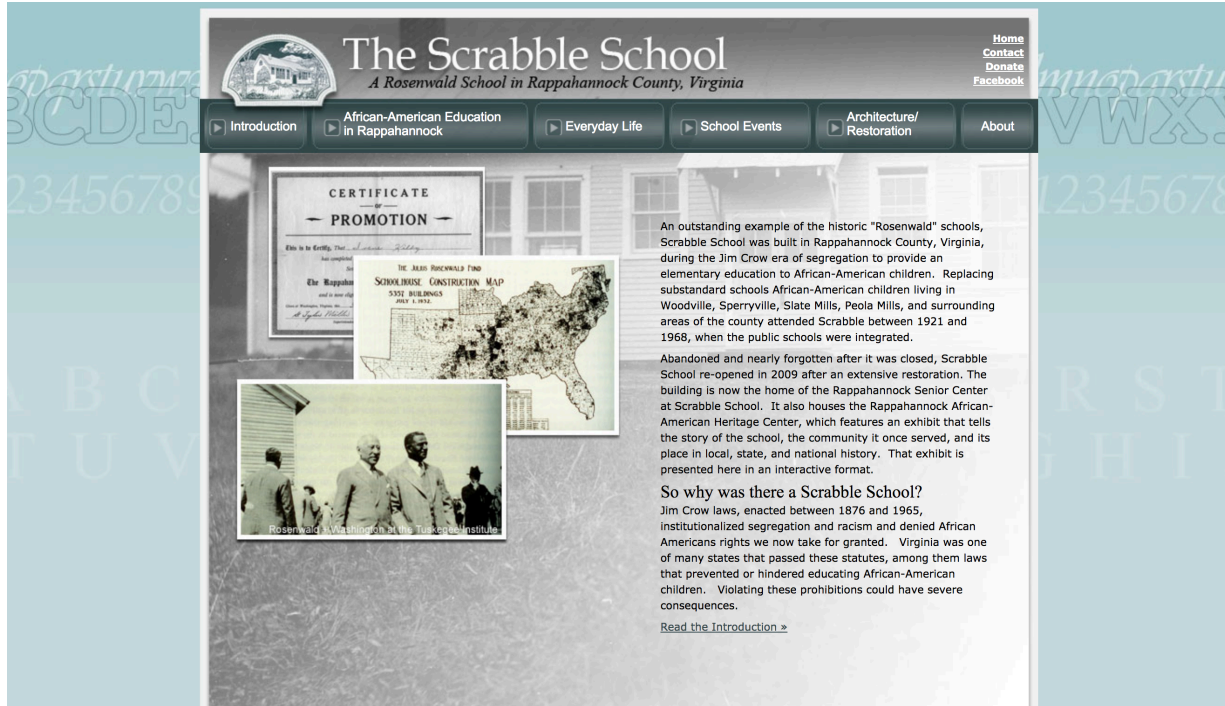 The Scrabble School
A Rosenwald School in Rappahannock County, Virginia
Home
Contact
Donate
Facebook
Introduction
African-American Education
in Rappahannock
Everyday Life
School Events
Architecture/
Restoration
About
CERTIFICATE
OF
PROMOTION
This is to Certify, That
has completed
The Rappahan
THE JULIUS ROSENWALD FUND
SCHOOLHOUSE CONSTRUCTION MAP
5357 BUILDINGS
JULY 1, 1932.
Rosenwald + Washington at the Tuskegee Institute
An outstanding example of the historic "Rosenwald" schools,
Scrabble School was built in Rappahannock County, Virginia,
during the Jim Crow era of segregation to provide an
elementary education to African-American children.  Replacing
substandard schools African-American children living in
Woodville, Sperryville, Slate Mills, Peola Mills, and surrounding
areas of the county attended Scrabble between 1921 and
1968, when the public schools were integrated.
Abandoned and nearly forgotten after it was closed, Scrabble
School re-opened in 2009 after an extensive restoration. The
building is now the home of the Rappahannock Senior Center
at Scrabble School.  It also houses the Rappahannock African-
American Heritage Center, which features an exhibit that tells
the story of the school, the community it once served, and its
place in local, state, and national history.  That exhibit is
presented here in an interactive format.
So why was there a Scrabble School?
Jim Crow laws, enacted between 1876 and 1965,
institutionalized segregation and racism and denied African
Americans rights we now take for granted.   Virginia was one
of many states that passed these statutes, among them laws
that prevented or hindered educating African-American
children.   Violating these prohibitions could have severe
consequences.
Read the Introduction »